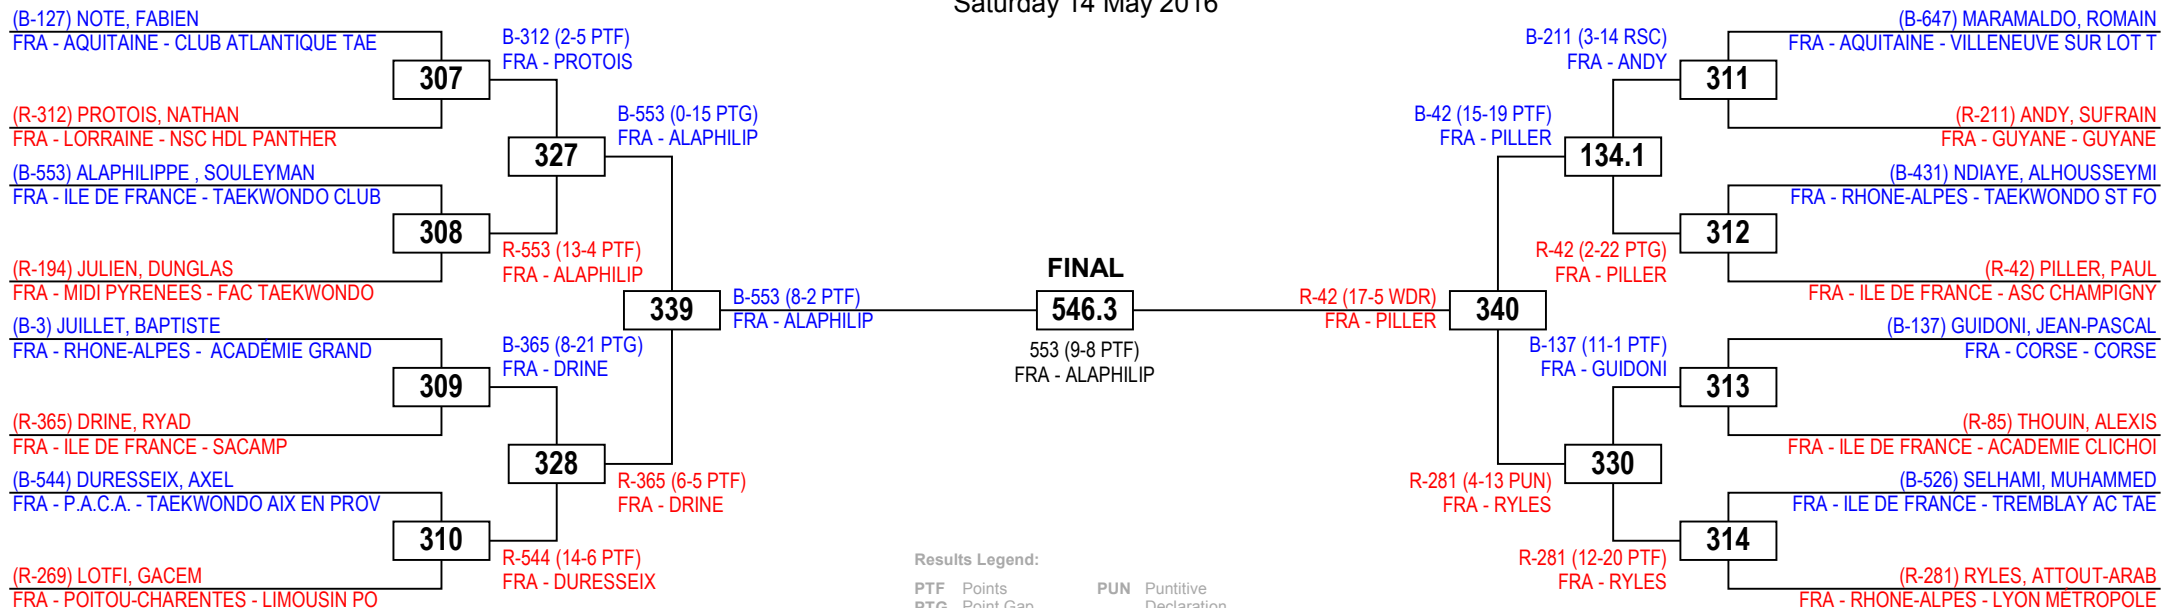 Saturday 14 May 2016
(B-127) NOTE, FABIEN
FRA - AQUITAINE - CLUB ATLANTIQUE TAE
307
(R-312) PROTOIS, NATHAN
FRA - LORRAINE - NSC HDL PANTHER
B-312 (2-5 PTF)
FRA - PROTOIS
327
(B-553) ALAPHILIPPE , SOULEYMAN
FRA - ILE DE FRANCE - TAEKWONDO CLUB
308
(R-194) JULIEN, DUNGLAS
FRA - MIDI PYRENEES - FAC TAEKWONDO
R-553 (13-4 PTF)
FRA - ALAPHILIP
B-553 (0-15 PTG)
FRA - ALAPHILIP
339
(B-3) JUILLET, BAPTISTE
FRA - RHONE-ALPES - ACADÉMIE GRAND
309
(R-365) DRINE, RYAD
FRA - ILE DE FRANCE - SACAMP
B-365 (8-21 PTG)
FRA - DRINE
328
(B-544) DURESSEIX, AXEL
FRA - P.A.C.A. - TAEKWONDO AIX EN PROV
310
(R-269) LOTFI, GACEM
FRA - POITOU-CHARENTES - LIMOUSIN PO
R-544 (14-6 PTF)
FRA - DURESSEIX
R-365 (6-5 PTF)
FRA - DRINE
B-553 (8-2 PTF)
FRA - ALAPHILIP
FINAL
546.3
553 (9-8 PTF)
FRA - ALAPHILIP
R-42 (17-5 WDR)
FRA - PILLER
340
B-42 (15-19 PTF)
FRA - PILLER
134.1
B-211 (3-14 RSC)
FRA - ANDY
311
(B-647) MARAMALDO, ROMAIN
FRA - AQUITAINE - VILLENEUVE SUR LOT T
(R-211) ANDY, SUFRAIN
FRA - GUYANE - GUYANE
R-42 (2-22 PTG)
FRA - PILLER
312
(B-431) NDIAYE, ALHOUSSEYMI
FRA - RHONE-ALPES - TAEKWONDO ST FO
(R-42) PILLER, PAUL
FRA - ILE DE FRANCE - ASC CHAMPIGNY
R-281 (4-13 PUN)
FRA - RYLES
330
B-137 (11-1 PTF)
FRA - GUIDONI
313
(B-137) GUIDONI, JEAN-PASCAL
FRA - CORSE - CORSE
(R-85) THOUIN, ALEXIS
FRA - ILE DE FRANCE - ACADEMIE CLICHOI
R-281 (12-20 PTF)
FRA - RYLES
314
(B-526) SELHAMI, MUHAMMED
FRA - ILE DE FRANCE - TREMBLAY AC TAE
(R-281) RYLES, ATTOUT-ARAB
FRA - RHONE-ALPES - LYON MÉTROPOLE
Results Legend:
PTF Points PUN Puntitive
PTG Point Gap Declaration